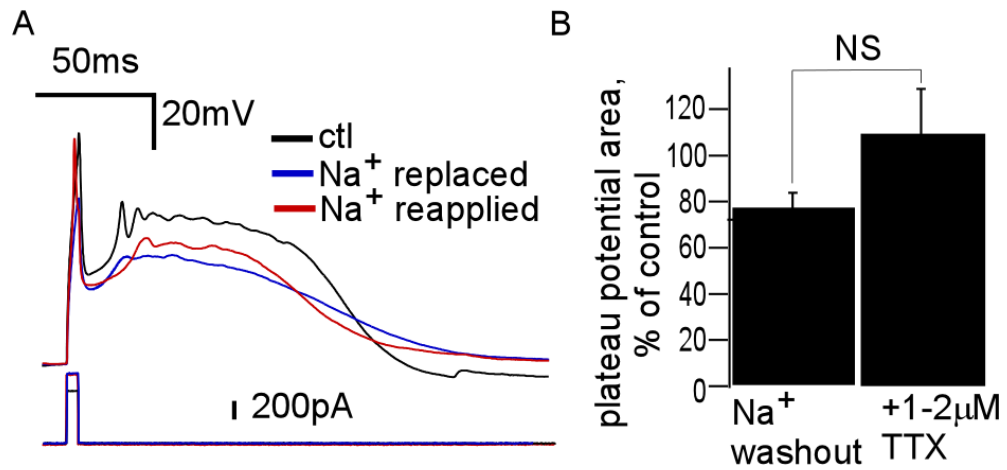 A
50ms
20mV
ctl
Na⁺ replaced
Na⁺ reapplied
200pA
B
NS
plateau potential area,
% of control
120
100
80
60
40
20
0
Na⁺
washout
+1-2µM
TTX